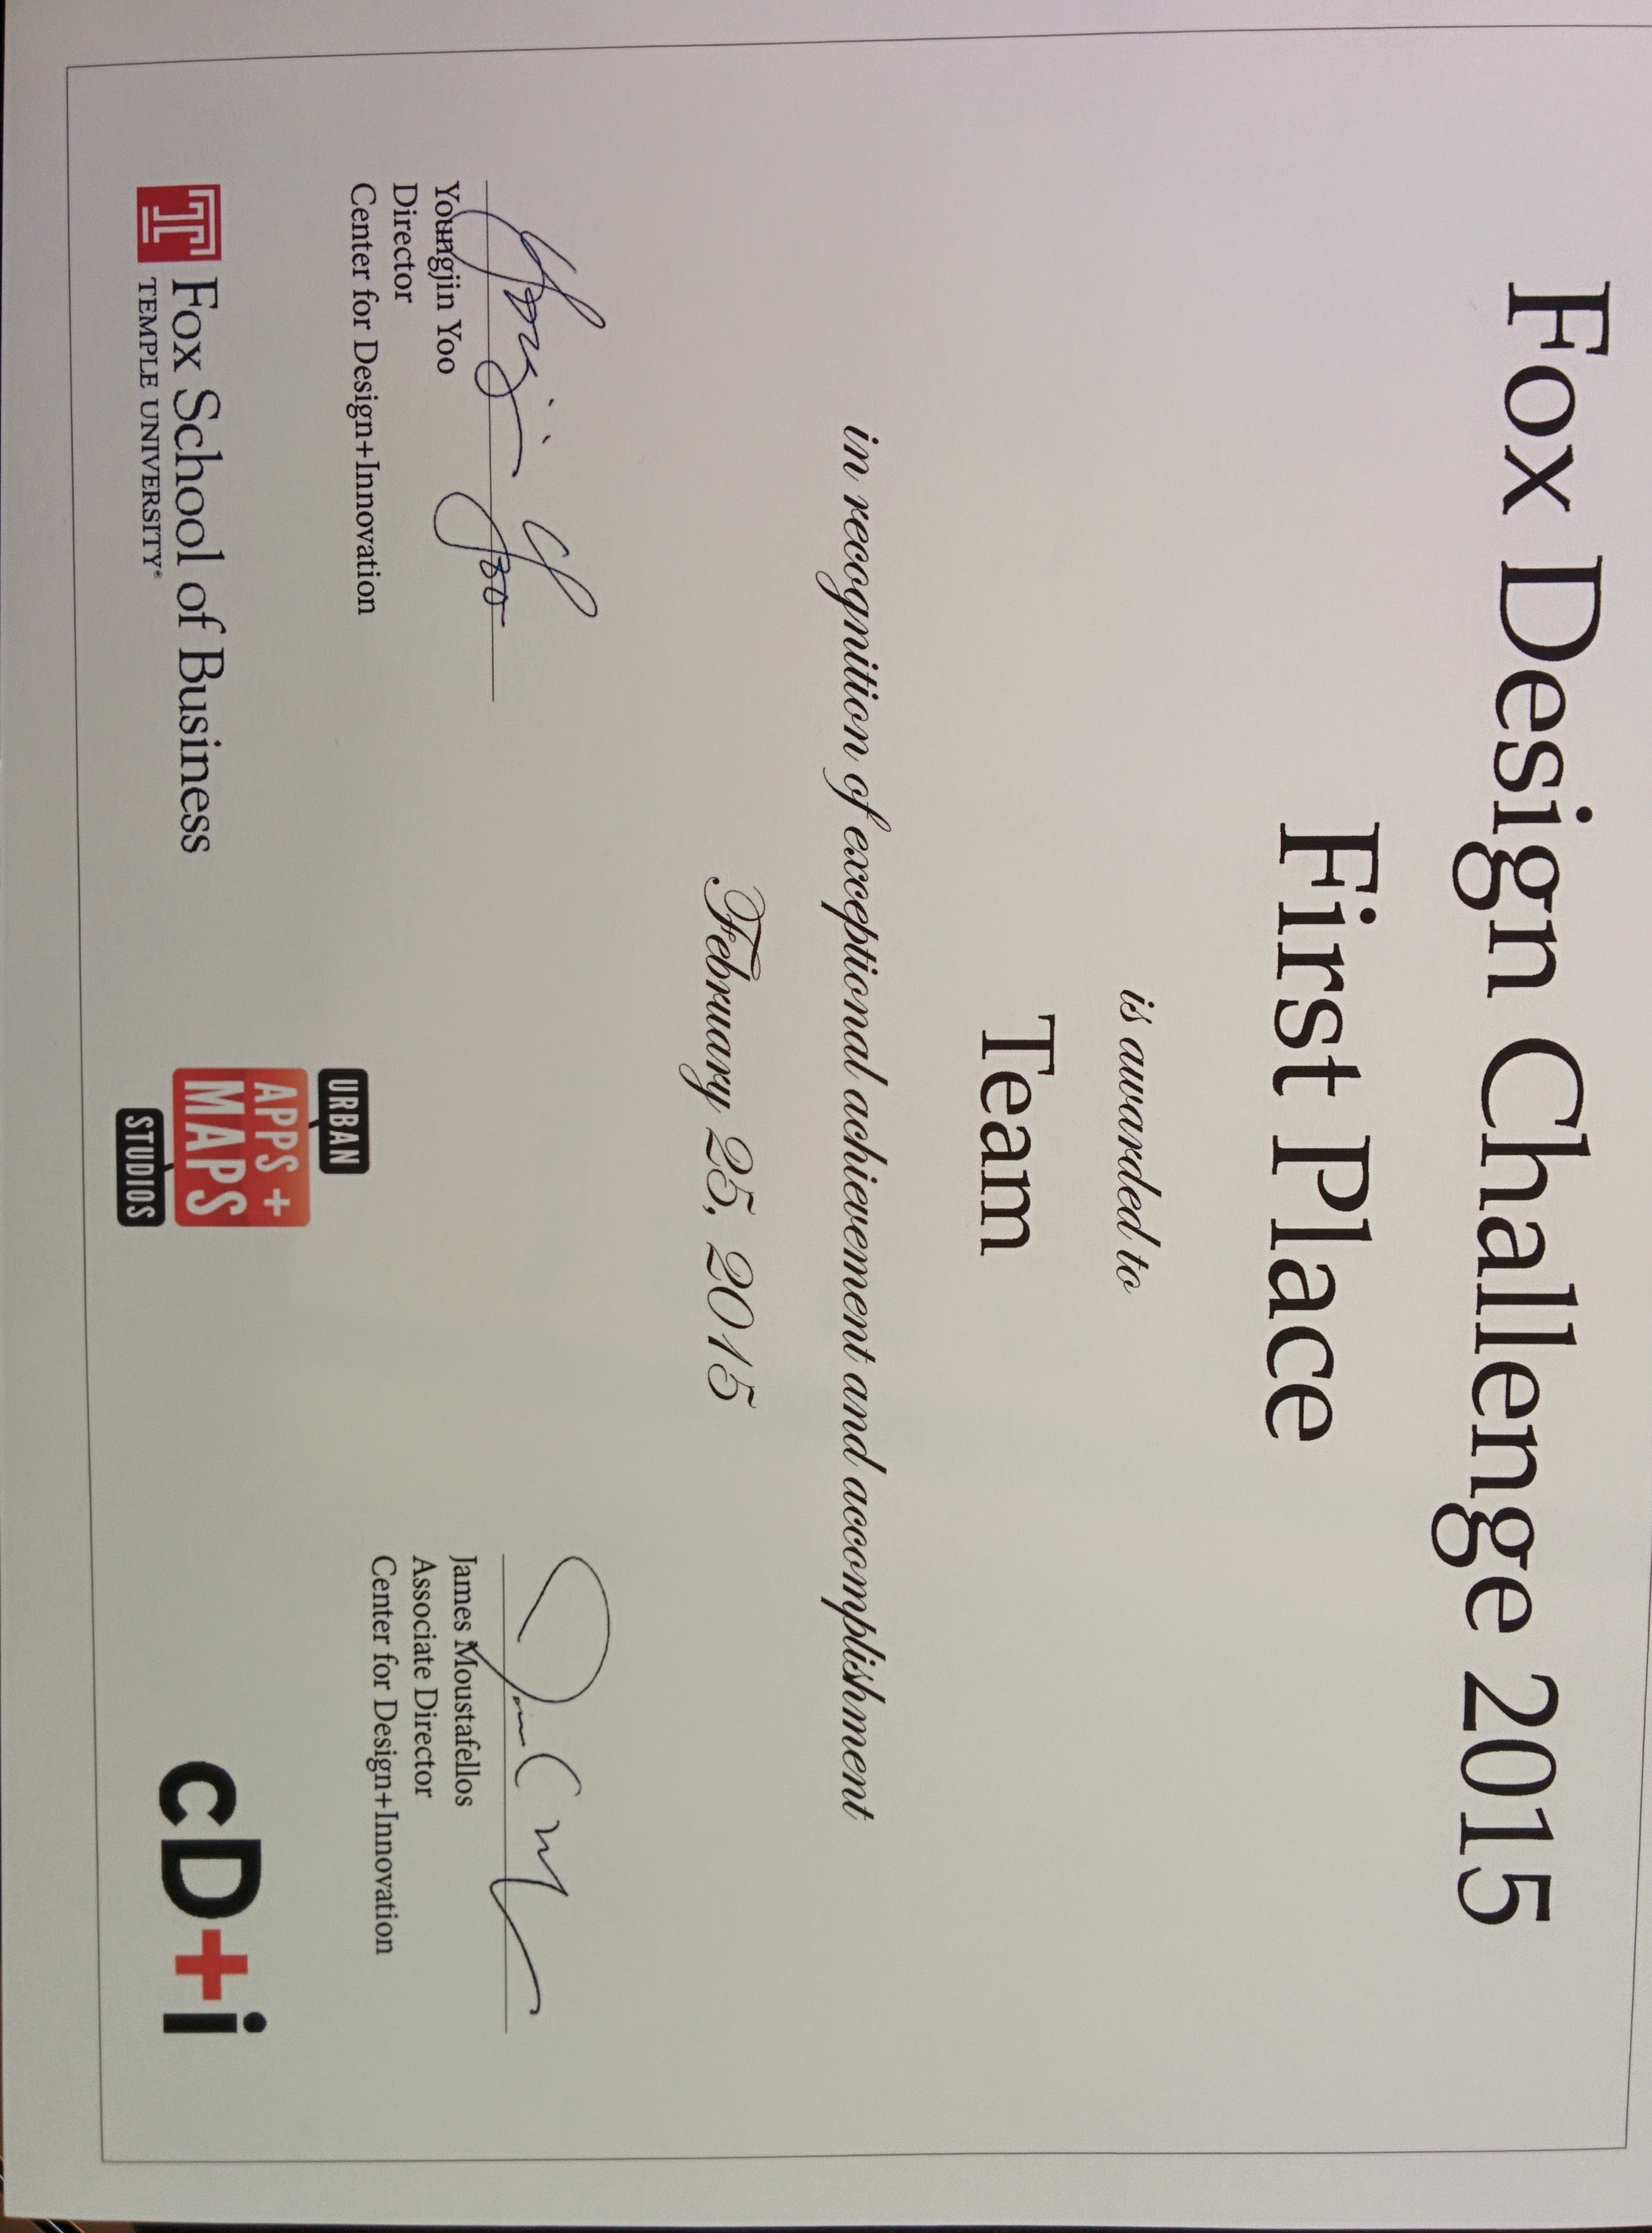 Fox Design Challenge 2015
First Place
is awarded to
Team
in recognition of exceptional achievement and accomplishment
February 25, 2015
Youngjin Yoo
Youngjin Yoo
Director
Center for Design+Innovation
James Moustafellos
Associate Director
Center for Design+Innovation
T Fox School of Business
TEMPLE UNIVERSITY®
URBAN
APPS +
MAPS
STUDIOS
cD+i